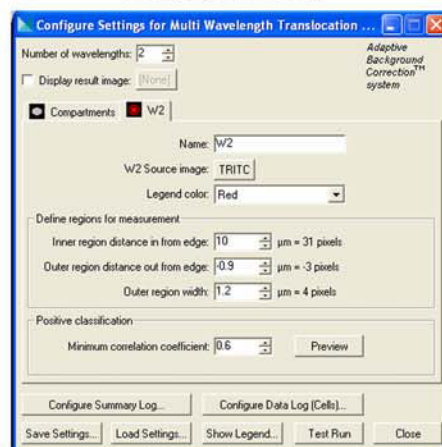 Configure Settings for Multi Wavelength Translocation ...
Number of wavelengths: 2
Adaptive
Background
Correction™
system
Display result image: [None]
Compartments W2
Name: W2
W2 Source image: TRITC
Legend color: Red
Define regions for measurement
Inner region distance in from edge: 10 µm = 31 pixels
Outer region distance out from edge: -0.9 µm = -3 pixels
Outer region width: 1.2 µm = 4 pixels
Positive classification
Minimum correlation coefficient: 0.6 Preview
Configure Summary Log... Configure Data Log (Cells)...
Save Settings... Load Settings... Show Legend... Test Run Close